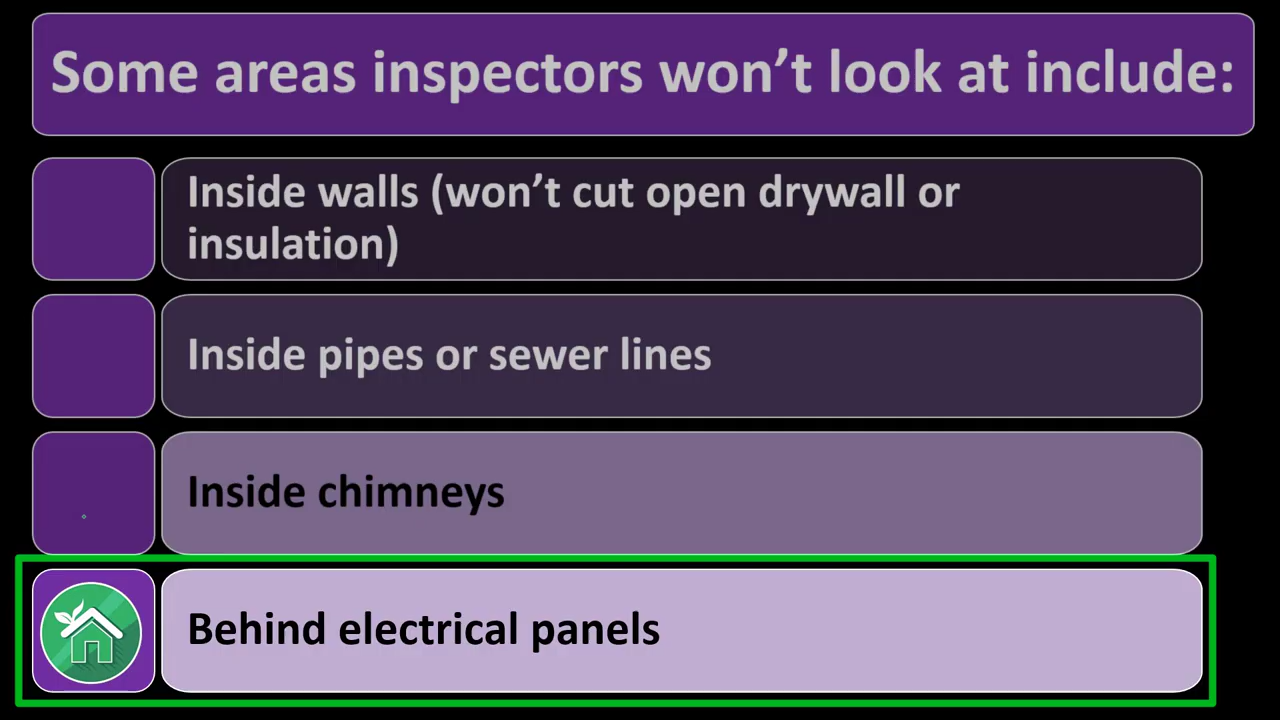 Some areas inspectors won’t look at include:
Inside walls (won’t cut open drywall or
insulation)
Inside pipes or sewer lines
Inside chimneys
Behind electrical panels